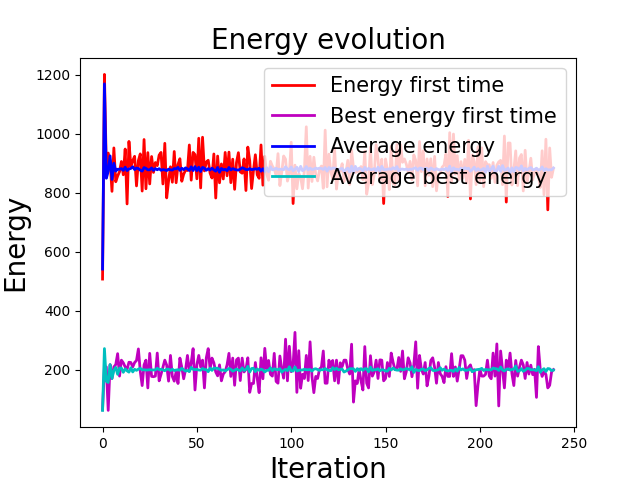 Energy evolution
Energy first time
Best energy first time
Average energy
Average best energy
1200
1000
800
600
400
200
Energy
0
50
100
150
200
250
Iteration